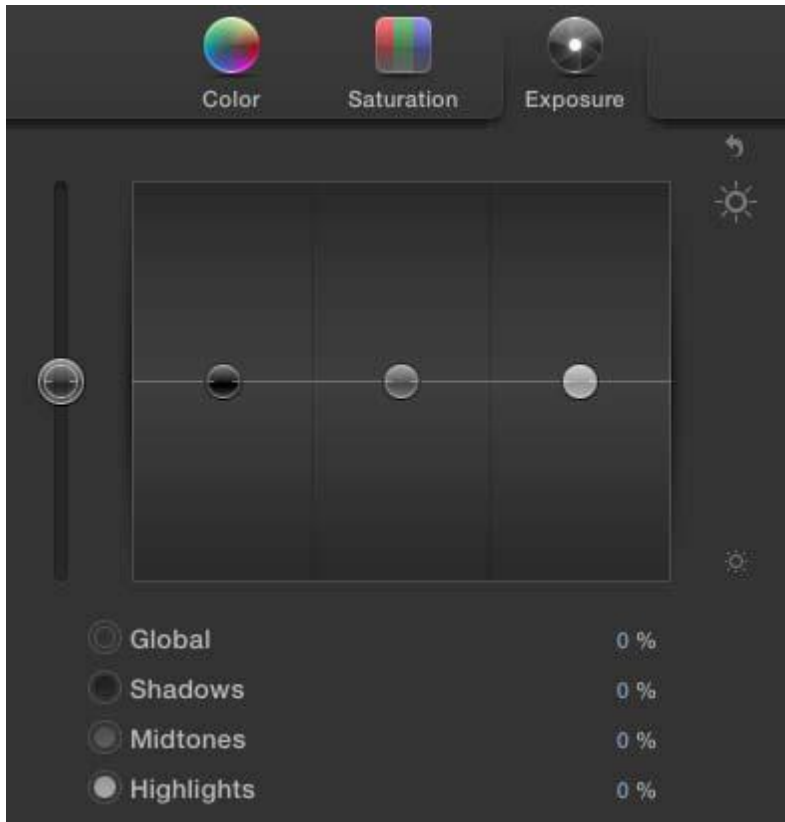 Color Saturation Exposure
Global 0 %
Shadows 0 %
Midtones 0 %
Highlights 0 %